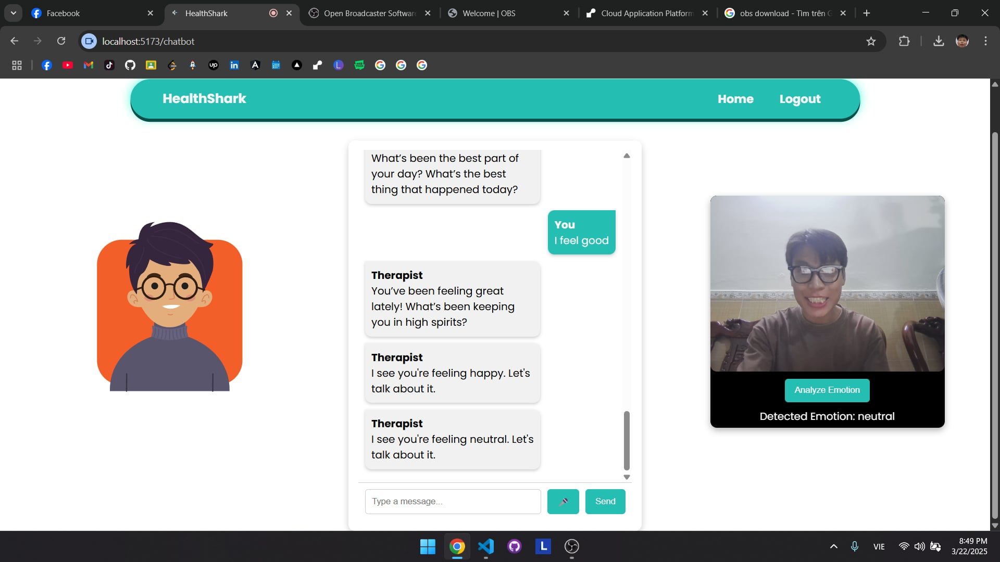 Facebook
HealthShark
Open Broadcaster Software
Welcome | OBS
Cloud Application Platform
obs download - Tìm trên G
localhost:5173/chatbot
HealthShark
Home
Logout
What's been the best part of
your day? What's the best
thing that happened today?
You
I feel good
Therapist
You've been feeling great
lately! What's been keeping
you in high spirits?
Therapist
I see you're feeling happy. Let's
talk about it.
Therapist
I see you're feeling neutral. Let's
talk about it.
Type a message...
Send
Analyze Emotion
Detected Emotion: neutral
VIE
8:49 PM
3/22/2025